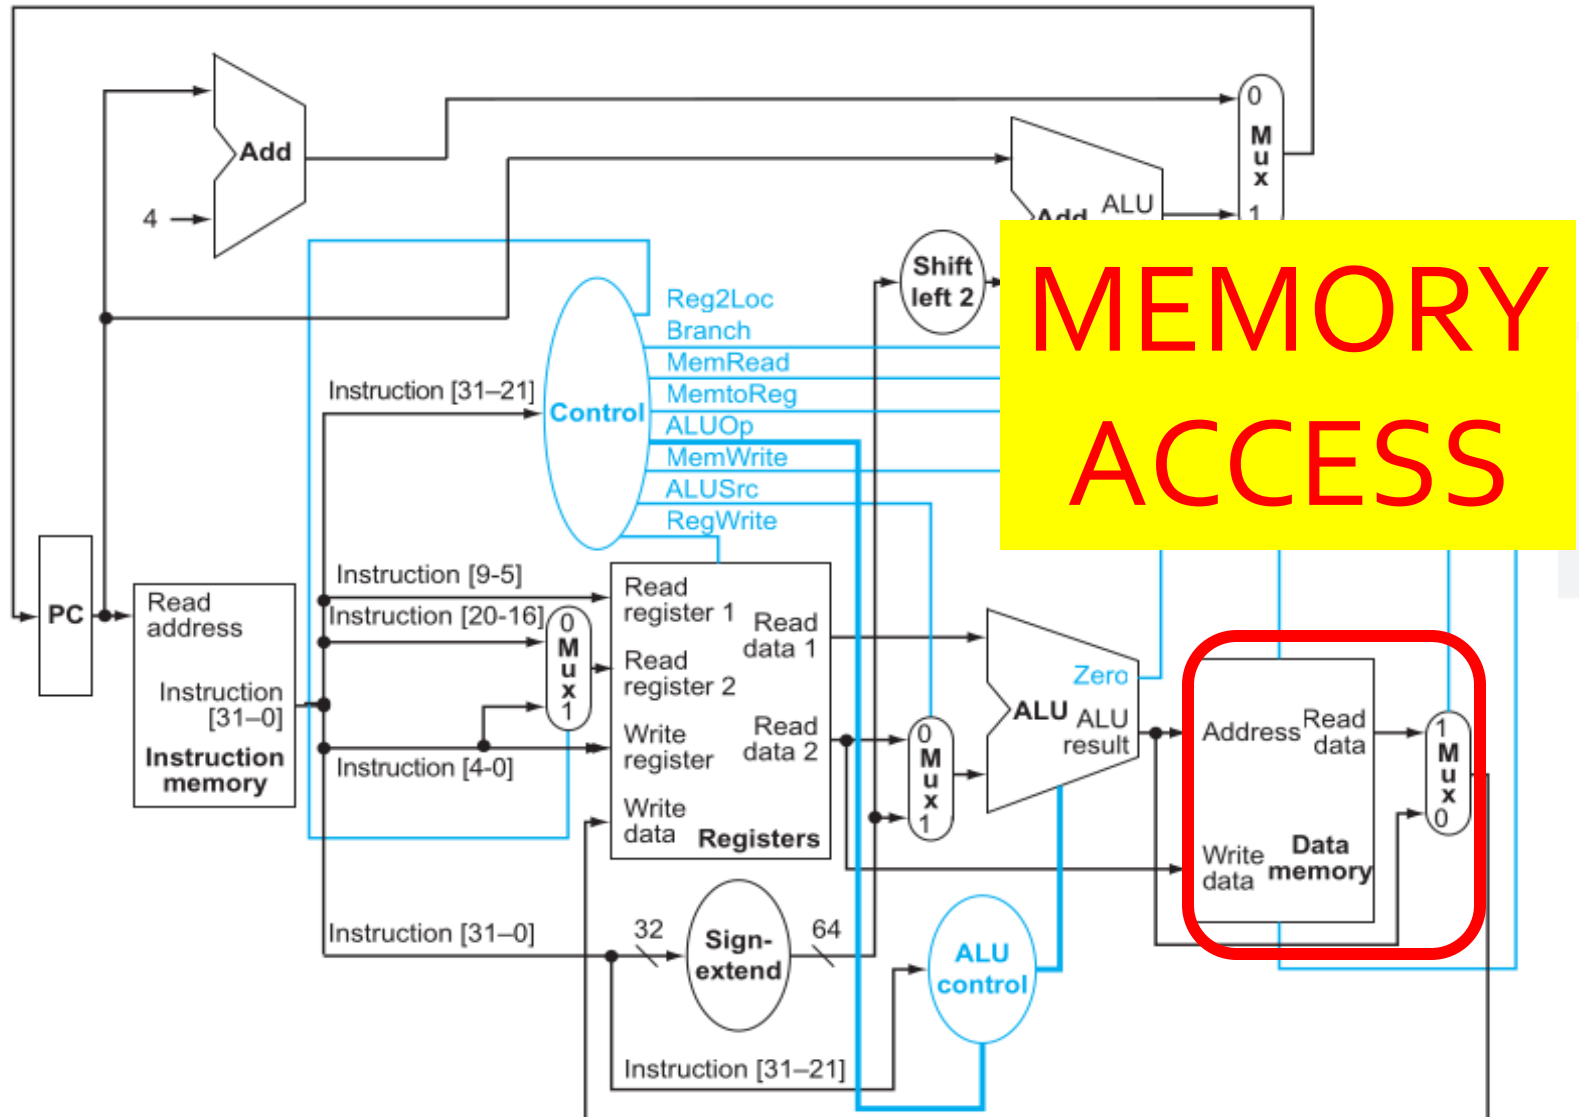 Add
4
0
Mux
1
Add
ALU
Shift
left 2
MEMORY
ACCESS
Reg2Loc
Branch
MemRead
MemtoReg
ALUOp
MemWrite
ALUSrc
RegWrite
Instruction [31–21]
Control
PC
Read
address
Instruction
[31–0]
Instruction
memory
Instruction [9-5]
Instruction [20-16]
Instruction [4-0]
0
Mux
1
Read
register 1
Read
register 2
Write
register
Write
data
Read
data 1
Read
data 2
Registers
0
Mux
1
Zero
ALU
ALU
result
Address
Read
data
Write
data
Data
memory
1
Mux
0
Instruction [31–0]
32
Sign-
extend
64
ALU
control
Instruction [31–21]